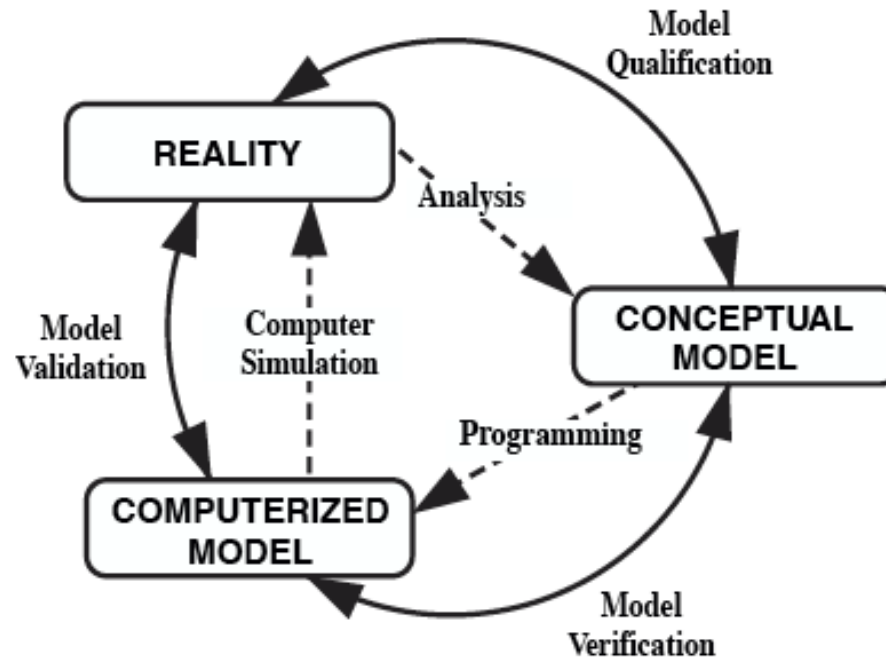 Model
Qualification
REALITY
Analysis
CONCEPTUAL
MODEL
Model
Validation
Computer
Simulation
Programming
COMPUTERIZED
MODEL
Model
Verification